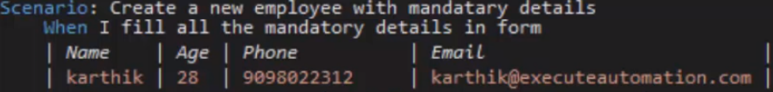 Scenario: Create a new employee with mandatary details
When I fill all the mandatory details in form
| Name | Age | Phone | Email |
| karthik | 28 | 9098022312 | karthik@executeautomation.com |